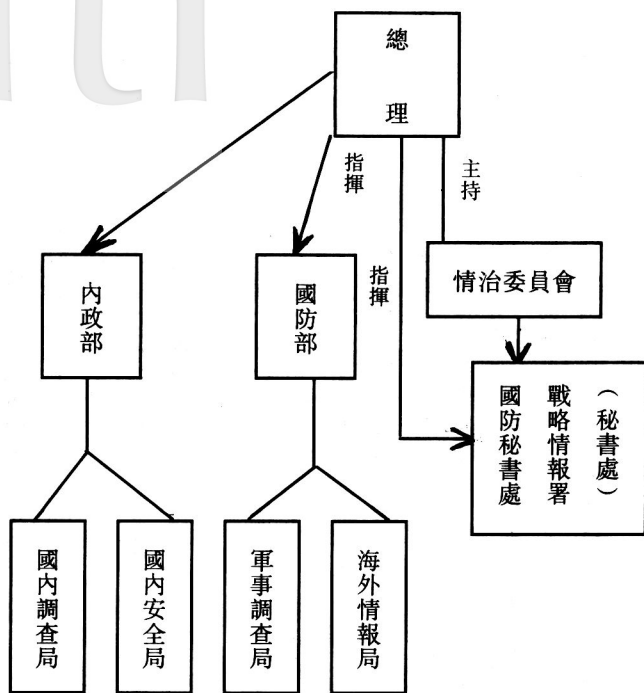 總理
指揮
主持
指揮
內政部
國防部
情治委員會
（秘書處）
戰略情報署
國防秘書處
國內調查局
國內安全局
軍事調查局
海外情報局